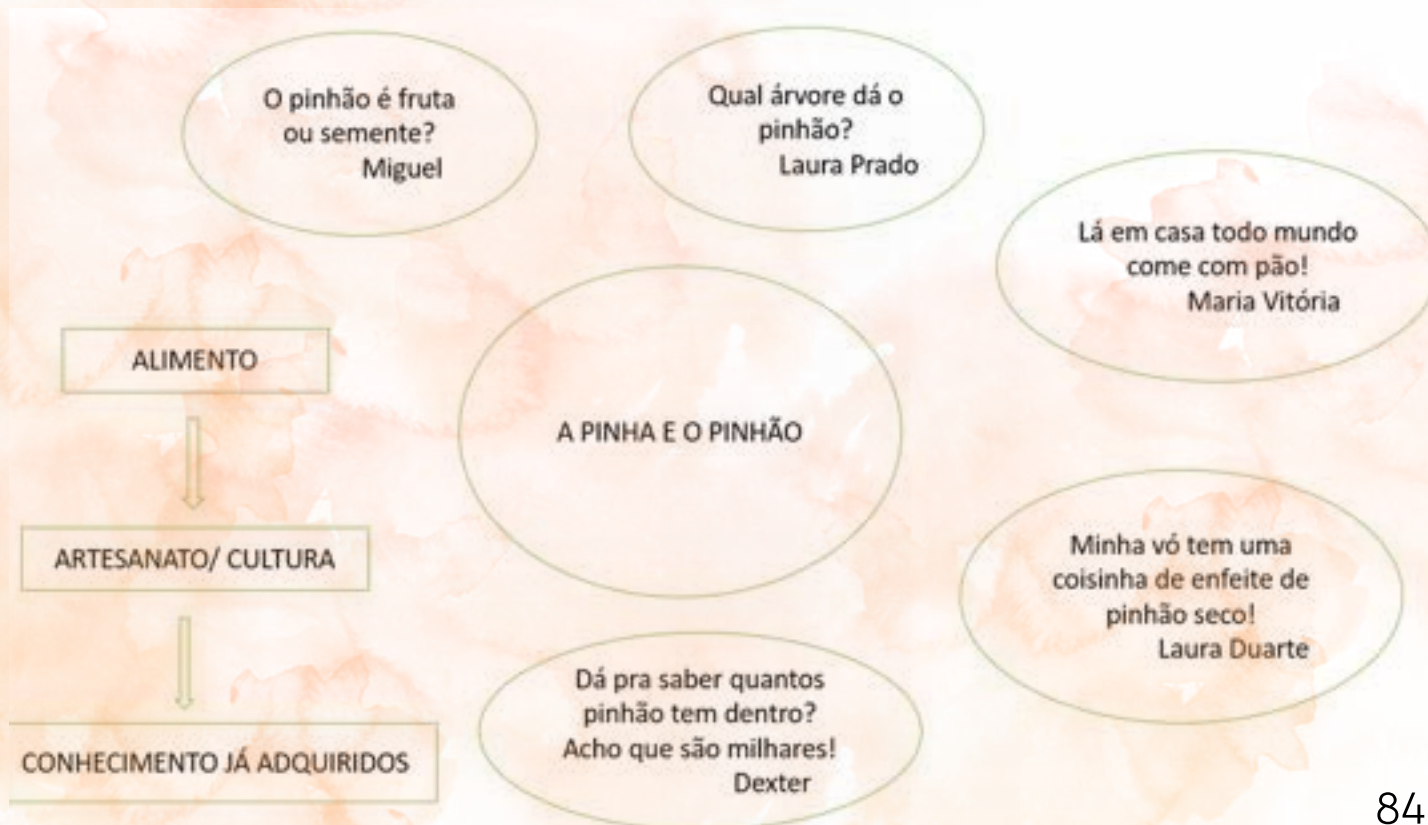 O pinhão é fruta
ou semente?
Miguel
Qual árvore dá o
pinhão?
Laura Prado
Lá em casa todo mundo
come com pão!
Maria Vitória
ALIMENTO
A PINHA E O PINHÃO
ARTESANATO/ CULTURA
Minha vó tem uma
coisinha de enfeite de
pinhão seco!
Laura Duarte
Dá pra saber quantos
pinhão tem dentro?
Acho que são milhares!
Dexter
CONHECIMENTO JÁ ADQUIRIDOS
84